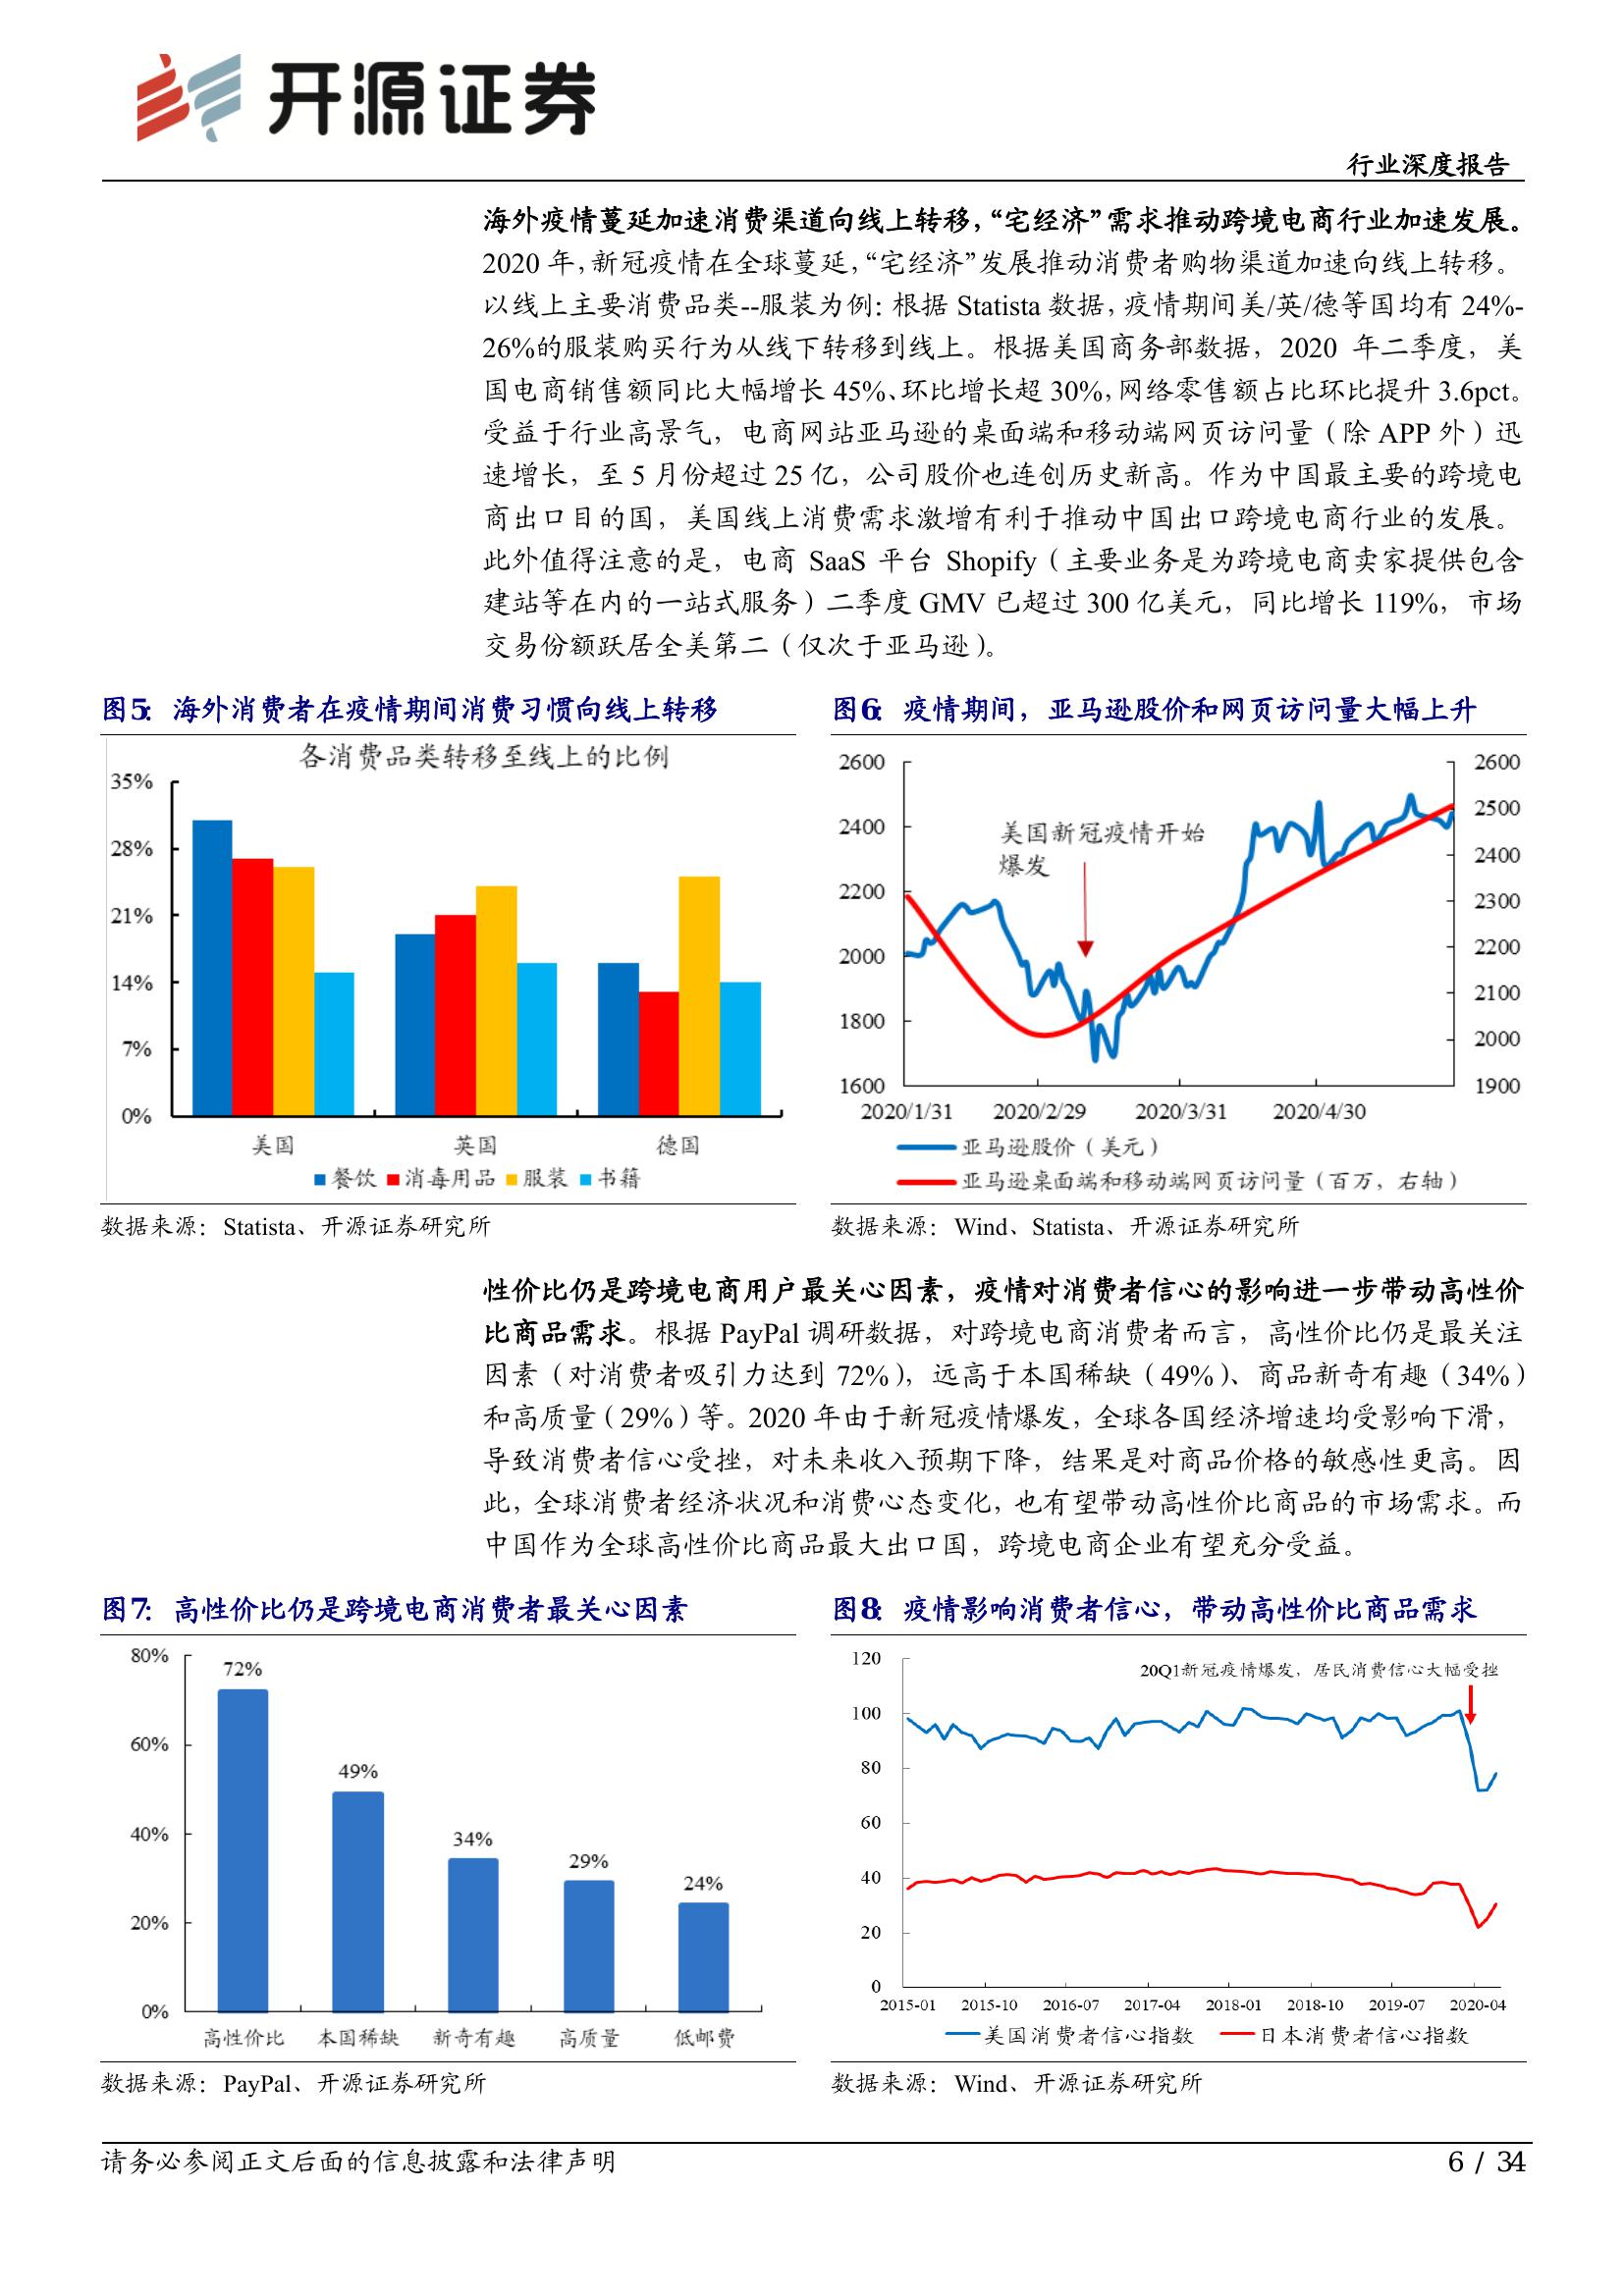 开源证券
行业深度报告
海外疫情蔓延加速消费渠道向线上转移，“宅经济”需求推动跨境电商行业加速发展。
2020 年，新冠疫情在全球蔓延，“宅经济”发展推动消费者购物渠道加速向线上转移。
以线上主要消费品类--服装为例：根据 Statista 数据，疫情期间美/英/德等国均有 24%-
26%的服装购买行为从线下转移到线上。根据美国商务部数据，2020 年二季度，美
国电商销售额同比大幅增长 45%、环比增长超 30%，网络零售额占比环比提升 3.6pct。
受益于行业高景气，电商网站亚马逊的桌面端和移动端网页访问量（除 APP 外）迅
速增长，至 5 月份超过 25 亿，公司股价也连创历史新高。作为中国最主要的跨境电
商出口目的国，美国线上消费需求激增有利于推动中国出口跨境电商行业的发展。
此外值得注意的是，电商 SaaS 平台 Shopify（主要业务是为跨境电商卖家提供包含
建站等在内的一站式服务）二季度 GMV 已超过 300 亿美元，同比增长 119%，市场
交易份额跃居全美第二（仅次于亚马逊）。
图5：海外消费者在疫情期间消费习惯向线上转移
各消费品类转移至线上的比例
35%
28%
21%
14%
7%
0%
美国 英国 德国
餐饮 消毒用品 服装 书籍
数据来源：Statista、开源证券研究所
图6：疫情期间，亚马逊股价和网页访问量大幅上升
2600
2400
2200
2000
1800
1600
美国新冠疫情开始
爆发
2600
2500
2400
2300
2200
2100
2000
1900
2020/1/31 2020/2/29 2020/3/31 2020/4/30
亚马逊股价（美元）
亚马逊桌面端和移动端网页访问量（百万，右轴）
数据来源：Wind、Statista、开源证券研究所
性价比仍是跨境电商用户最关心因素，疫情对消费者信心的影响进一步带动高性价
比商品需求。根据 PayPal 调研数据，对跨境电商消费者而言，高性价比仍是最关注
因素（对消费者吸引力达到 72%），远高于本国稀缺（49%）、商品新奇有趣（34%）
和高质量（29%）等。2020 年由于新冠疫情爆发，全球各国经济增速均受影响下滑，
导致消费者信心受挫，对未来收入预期下降，结果是对商品价格的敏感性更高。因
此，全球消费者经济状况和消费心态变化，也有望带动高性价比商品的市场需求。而
中国作为全球高性价比商品最大出口国，跨境电商企业有望充分受益。
图7：高性价比仍是跨境电商消费者最关心因素
80%
60%
40%
20%
0%
72%
49%
34%
29%
24%
高性价比 本国稀缺 新奇有趣 高质量 低邮费
数据来源：PayPal、开源证券研究所
图8：疫情影响消费者信心，带动高性价比商品需求
120
100
80
60
40
20
0
20Q1新冠疫情爆发，居民消费信心大幅受挫
2015-01 2015-10 2016-07 2017-04 2018-01 2018-10 2019-07 2020-04
美国消费者信心指数 日本消费者信心指数
数据来源：Wind、开源证券研究所
请务必参阅正文后面的信息披露和法律声明
6 / 34